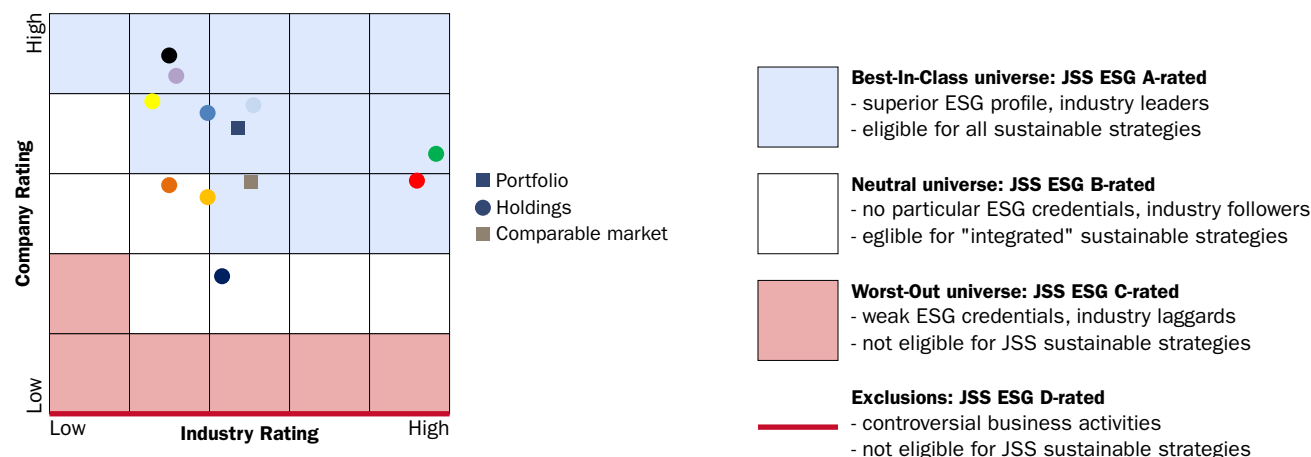 High
Company Rating
Low
Low
Industry Rating
High
Portfolio
Holdings
Comparable market
Best-In-Class universe: JSS ESG A-rated
- superior ESG profile, industry leaders
- eligible for all sustainable strategies
Neutral universe: JSS ESG B-rated
- no particular ESG credentials, industry followers
- eglible for "integrated" sustainable strategies
Worst-Out universe: JSS ESG C-rated
- weak ESG credentials, industry laggards
- not eligible for JSS sustainable strategies
Exclusions: JSS ESG D-rated
- controversial business activities
- not eligible for JSS sustainable strategies